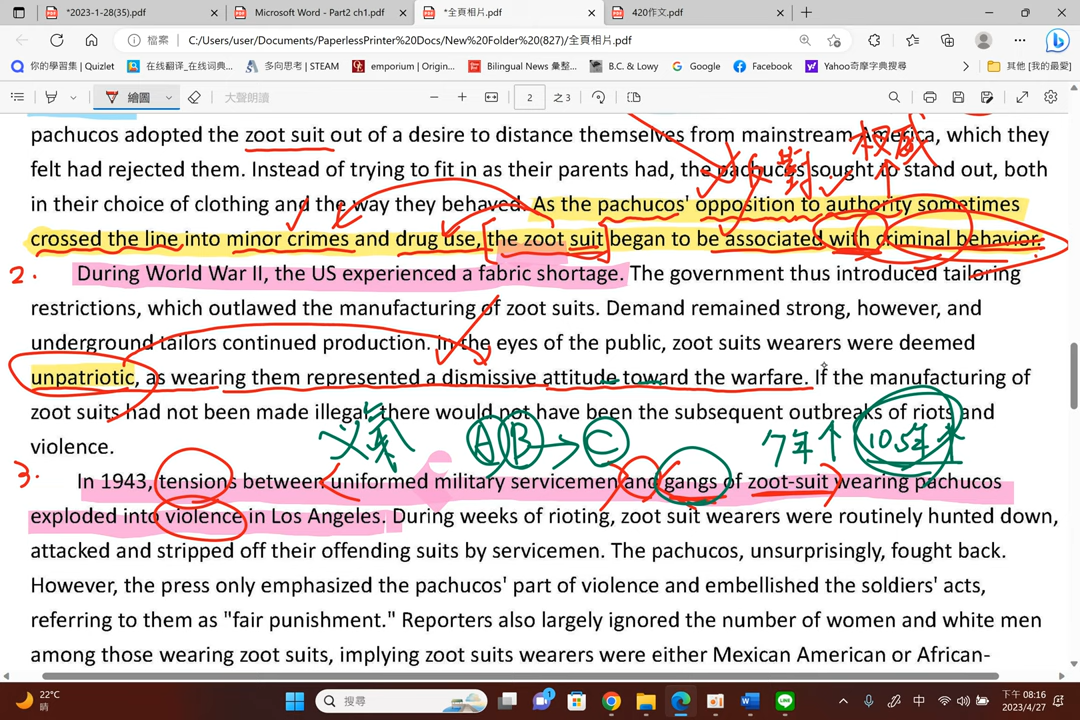 *2023-1-28(35).pdf
Microsoft Word - Part2 ch1.pdf
*全頁相片.pdf
420作文.pdf
檔案
C:/Users/user/Documents/PaperlessPrinter%20Docs/New%20Folder%20(827)/全頁相片.pdf
你的學習集 | Quizlet
在线翻译_在线词典...
多向思考 | STEAM
emporium | Origin...
Bilingual News 彙整...
B.C. & Lowy
Google
Facebook
Yahoo奇摩字典搜尋
其他 [我的最愛]
繪圖
大聲朗讀
2
之 3
pachucos adopted the zoot suit out of a desire to distance themselves from mainstream America, which they
felt had rejected them. Instead of trying to fit in as their parents had, the pachucos sought to stand out, both
in their choice of clothing and the way they behaved. As the pachucos' opposition to authority sometimes
crossed the line into minor crimes and drug use, the zoot suit began to be associated with criminal behavior.
反對
权威
2.
During World War II, the US experienced a fabric shortage. The government thus introduced tailoring
restrictions, which outlawed the manufacturing of zoot suits. Demand remained strong, however, and
underground tailors continued production. In the eyes of the public, zoot suits wearers were deemed
unpatriotic, as wearing them represented a dismissive attitude toward the warfare. If the manufacturing of
zoot suits had not been made illegal, there would not have been the subsequent outbreaks of riots and
violence.
义氣
A B → C
7年个
10.5年
3.
In 1943, tensions between uniformed military servicemen and gangs of zoot-suit wearing pachucos
exploded into violence in Los Angeles. During weeks of rioting, zoot suit wearers were routinely hunted down,
attacked and stripped off their offending suits by servicemen. The pachucos, unsurprisingly, fought back.
However, the press only emphasized the pachucos' part of violence and embellished the soldiers' acts,
referring to them as "fair punishment." Reporters also largely ignored the number of women and white men
among those wearing zoot suits, implying zoot suits wearers were either Mexican American or African-
22°C
晴
搜尋
1
中
下午 08:16
2023/4/27